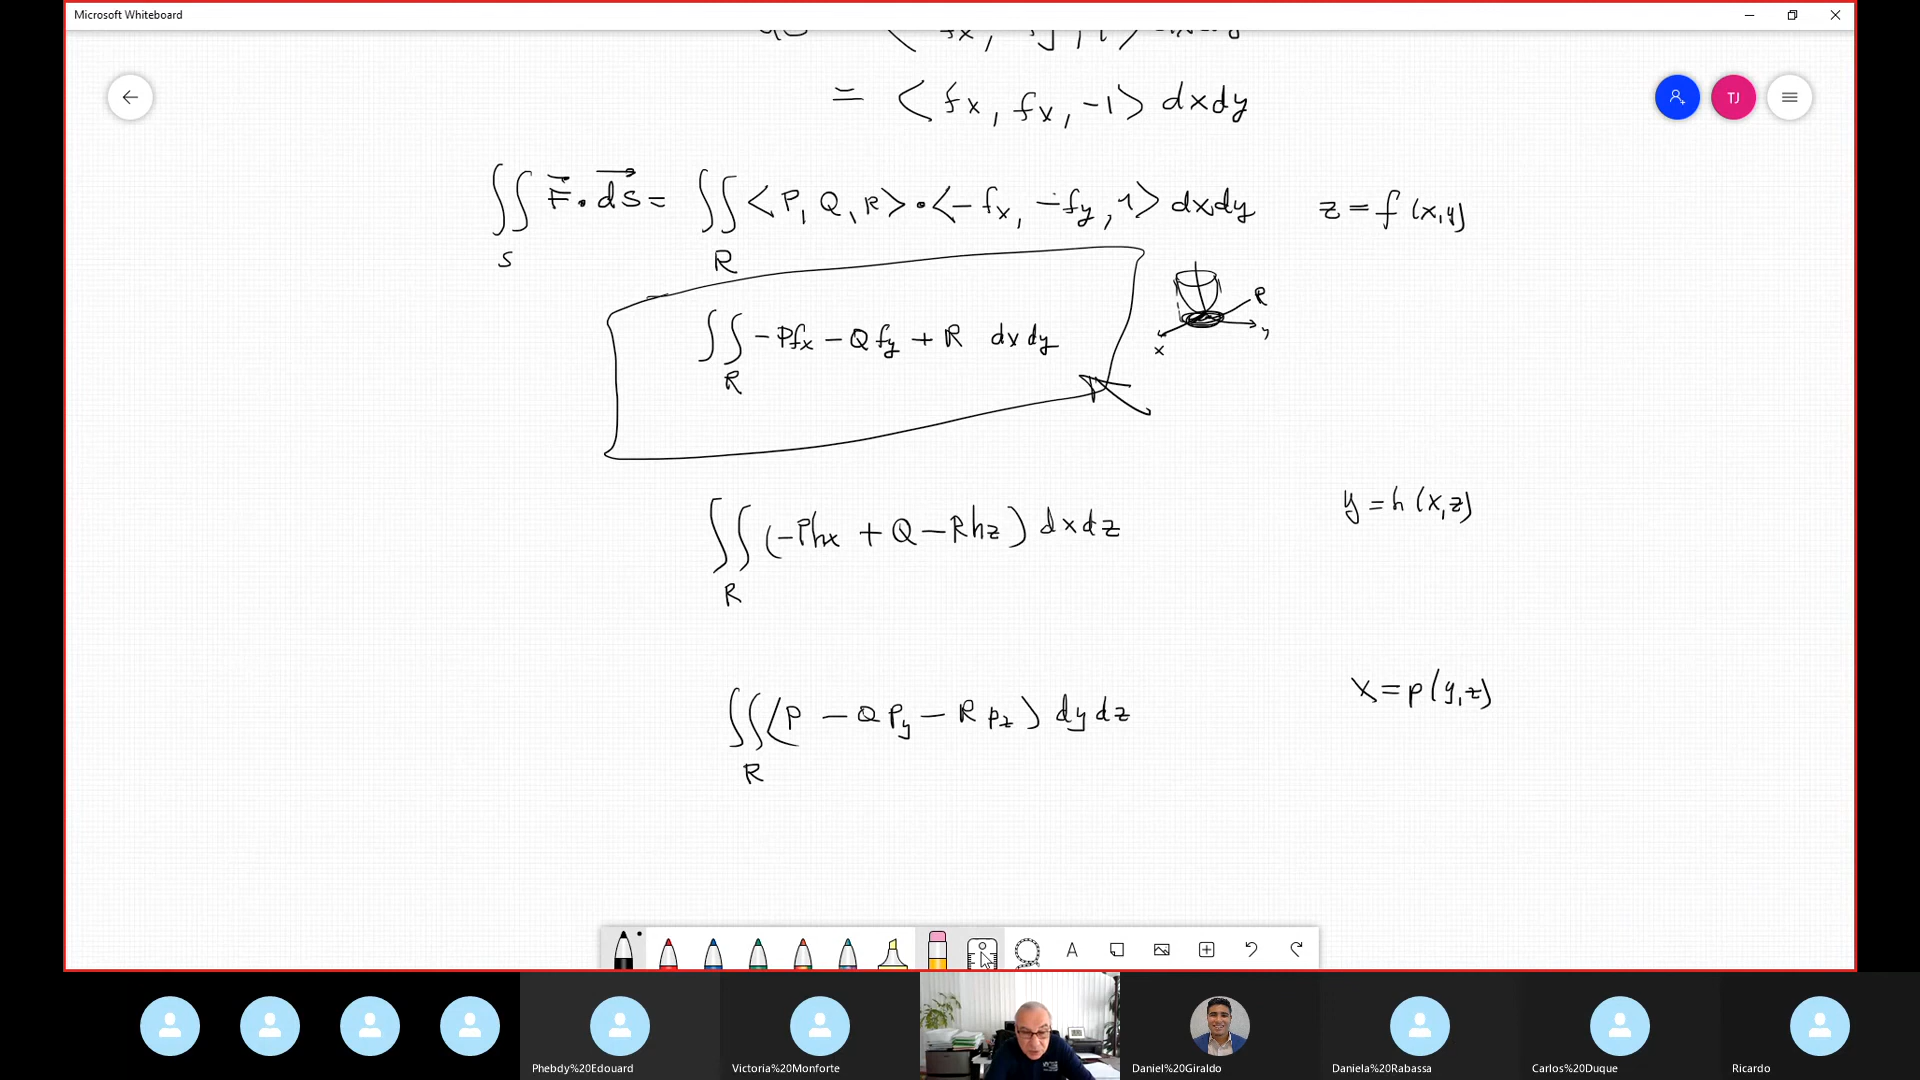 Microsoft Whiteboard
= < fx, fx, -1 > dxdy
TJ
∬ F⃗ • dS⃗ = ∬ <P, Q, R> • <-fx, -fy, 1> dxdy z = f(x,y)
S R
R
y
x
∬ -Pfx - Qfy + R dxdy
R
∬ (-Phx + Q - Rhz) dxdz y = h(x,z)
R
∬ (P - QPy - RPz) dydz x = p(y,z)
R
A
Phebdy%20Edouard
Victoria%20Monforte
Daniel%20Giraldo
Daniela%20Rabassa
Carlos%20Duque
Ricardo